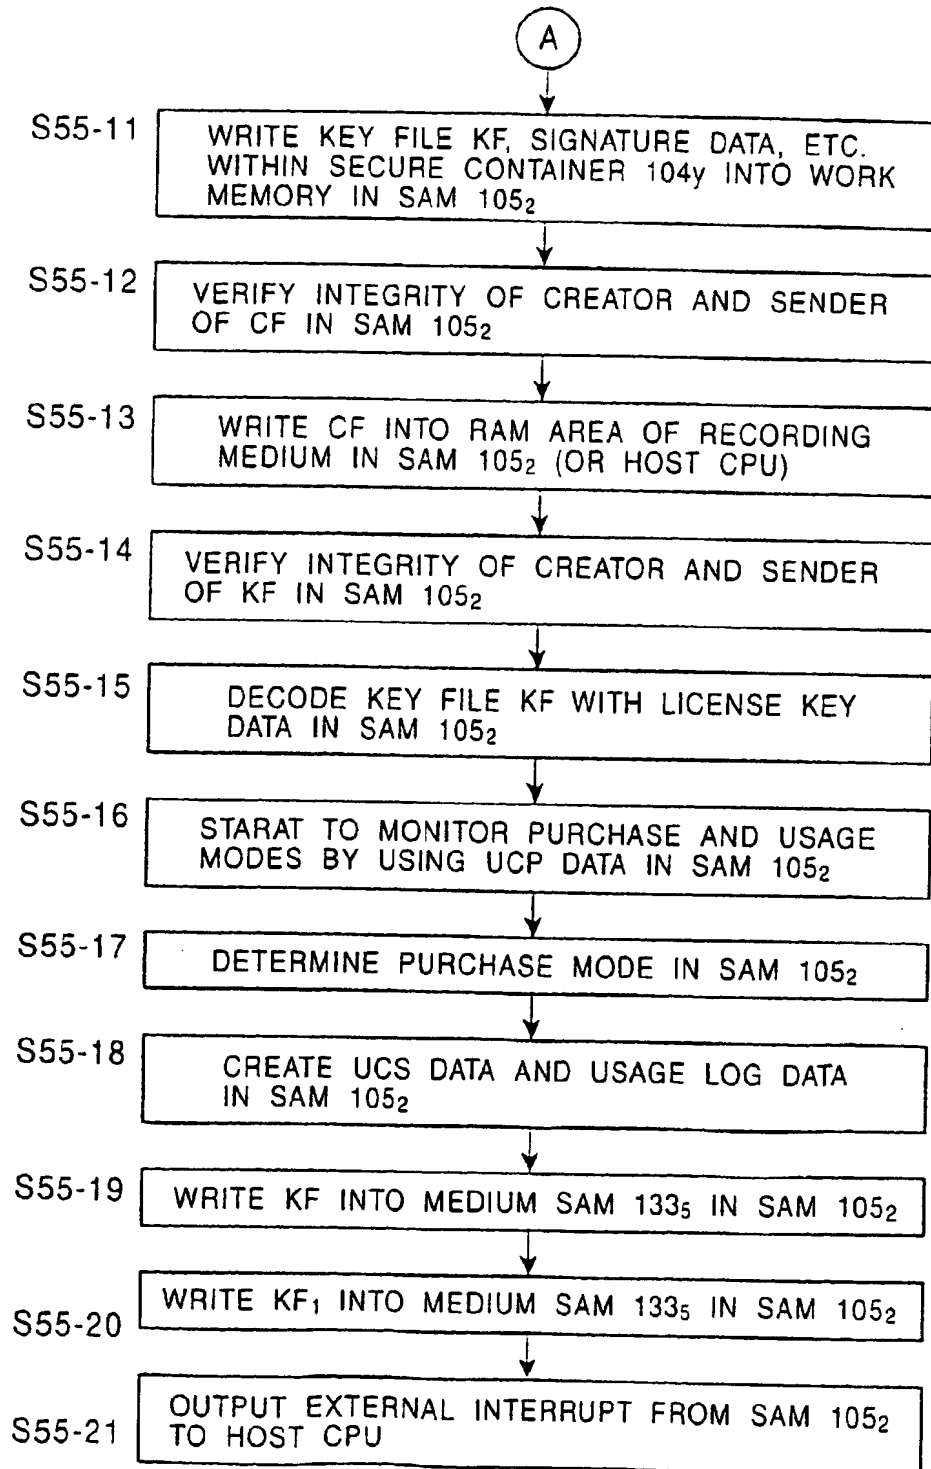 A
S55-11
WRITE KEY FILE KF, SIGNATURE DATA, ETC.
WITHIN SECURE CONTAINER 104y INTO WORK
MEMORY IN SAM 105₂
S55-12
VERIFY INTEGRITY OF CREATOR AND SENDER
OF CF IN SAM 105₂
S55-13
WRITE CF INTO RAM AREA OF RECORDING
MEDIUM IN SAM 105₂ (OR HOST CPU)
S55-14
VERIFY INTEGRITY OF CREATOR AND SENDER
OF KF IN SAM 105₂
S55-15
DECODE KEY FILE KF WITH LICENSE KEY
DATA IN SAM 105₂
S55-16
STARAT TO MONITOR PURCHASE AND USAGE
MODES BY USING UCP DATA IN SAM 105₂
S55-17
DETERMINE PURCHASE MODE IN SAM 105₂
S55-18
CREATE UCS DATA AND USAGE LOG DATA
IN SAM 105₂
S55-19
WRITE KF INTO MEDIUM SAM 133₅ IN SAM 105₂
S55-20
WRITE KF₁ INTO MEDIUM SAM 133₅ IN SAM 105₂
S55-21
OUTPUT EXTERNAL INTERRUPT FROM SAM 105₂
TO HOST CPU